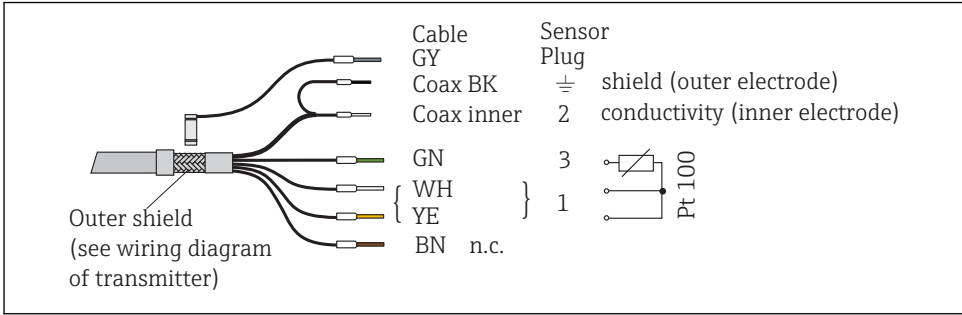 Cable Sensor
GY Plug
Coax BK ⏚ shield (outer electrode)
Coax inner 2 conductivity (inner electrode)
GN 3
{ WH } 1
{ YE }
BN n.c.
Pt 100
Outer shield
(see wiring diagram
of transmitter)